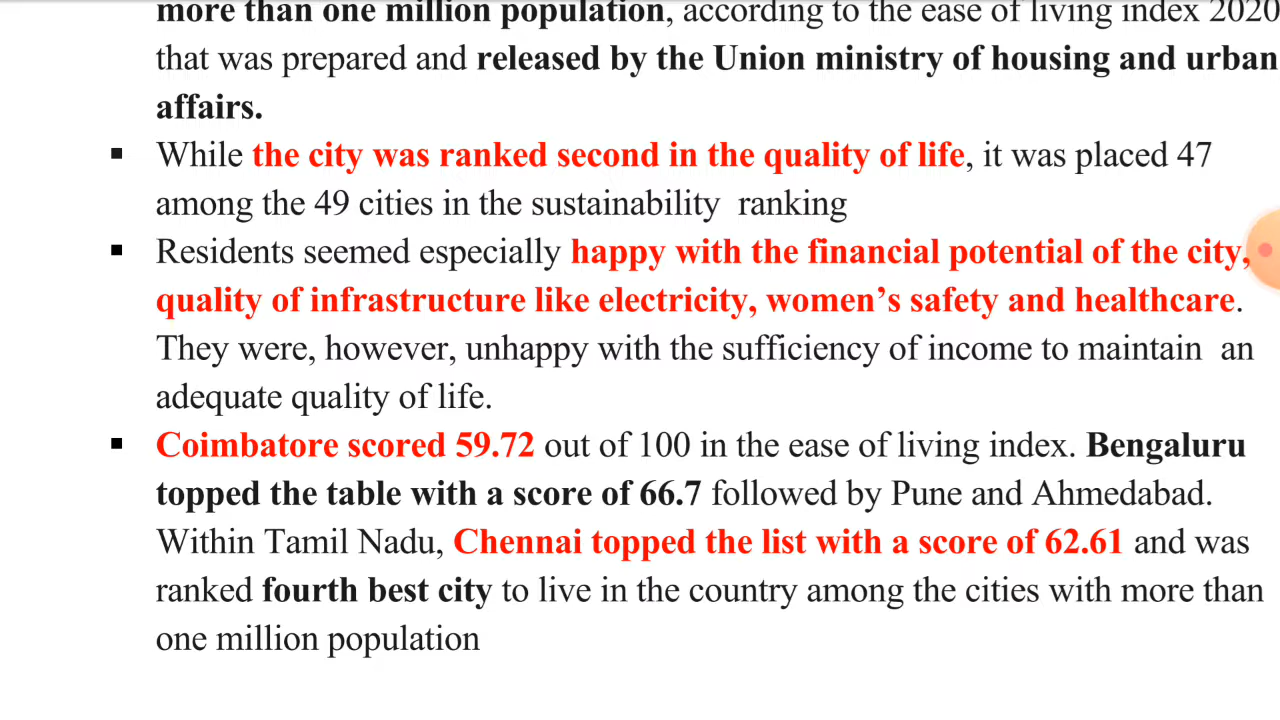 more than one million population, according to the ease of living index 2020
that was prepared and released by the Union ministry of housing and urban
affairs.
▪ While the city was ranked second in the quality of life, it was placed 47
among the 49 cities in the sustainability ranking
▪ Residents seemed especially happy with the financial potential of the city,
quality of infrastructure like electricity, women’s safety and healthcare.
They were, however, unhappy with the sufficiency of income to maintain an
adequate quality of life.
▪ Coimbatore scored 59.72 out of 100 in the ease of living index. Bengaluru
topped the table with a score of 66.7 followed by Pune and Ahmedabad.
Within Tamil Nadu, Chennai topped the list with a score of 62.61 and was
ranked fourth best city to live in the country among the cities with more than
one million population